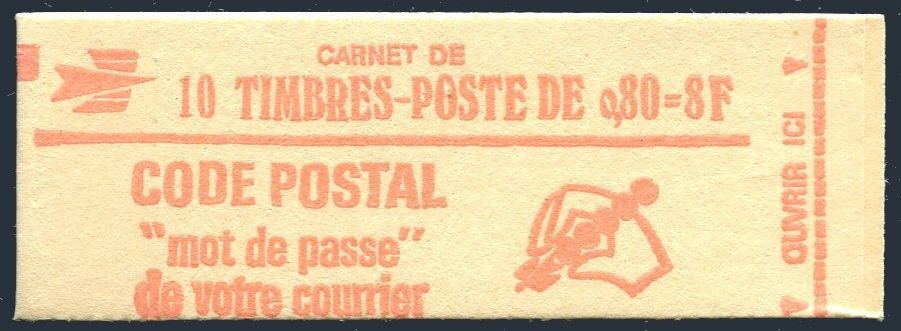 CARNET DE
10 TIMBRES-POSTE DE 0,80=8F
CODE POSTAL
"mot de passe"
de votre courrier
OUVRIR ICI